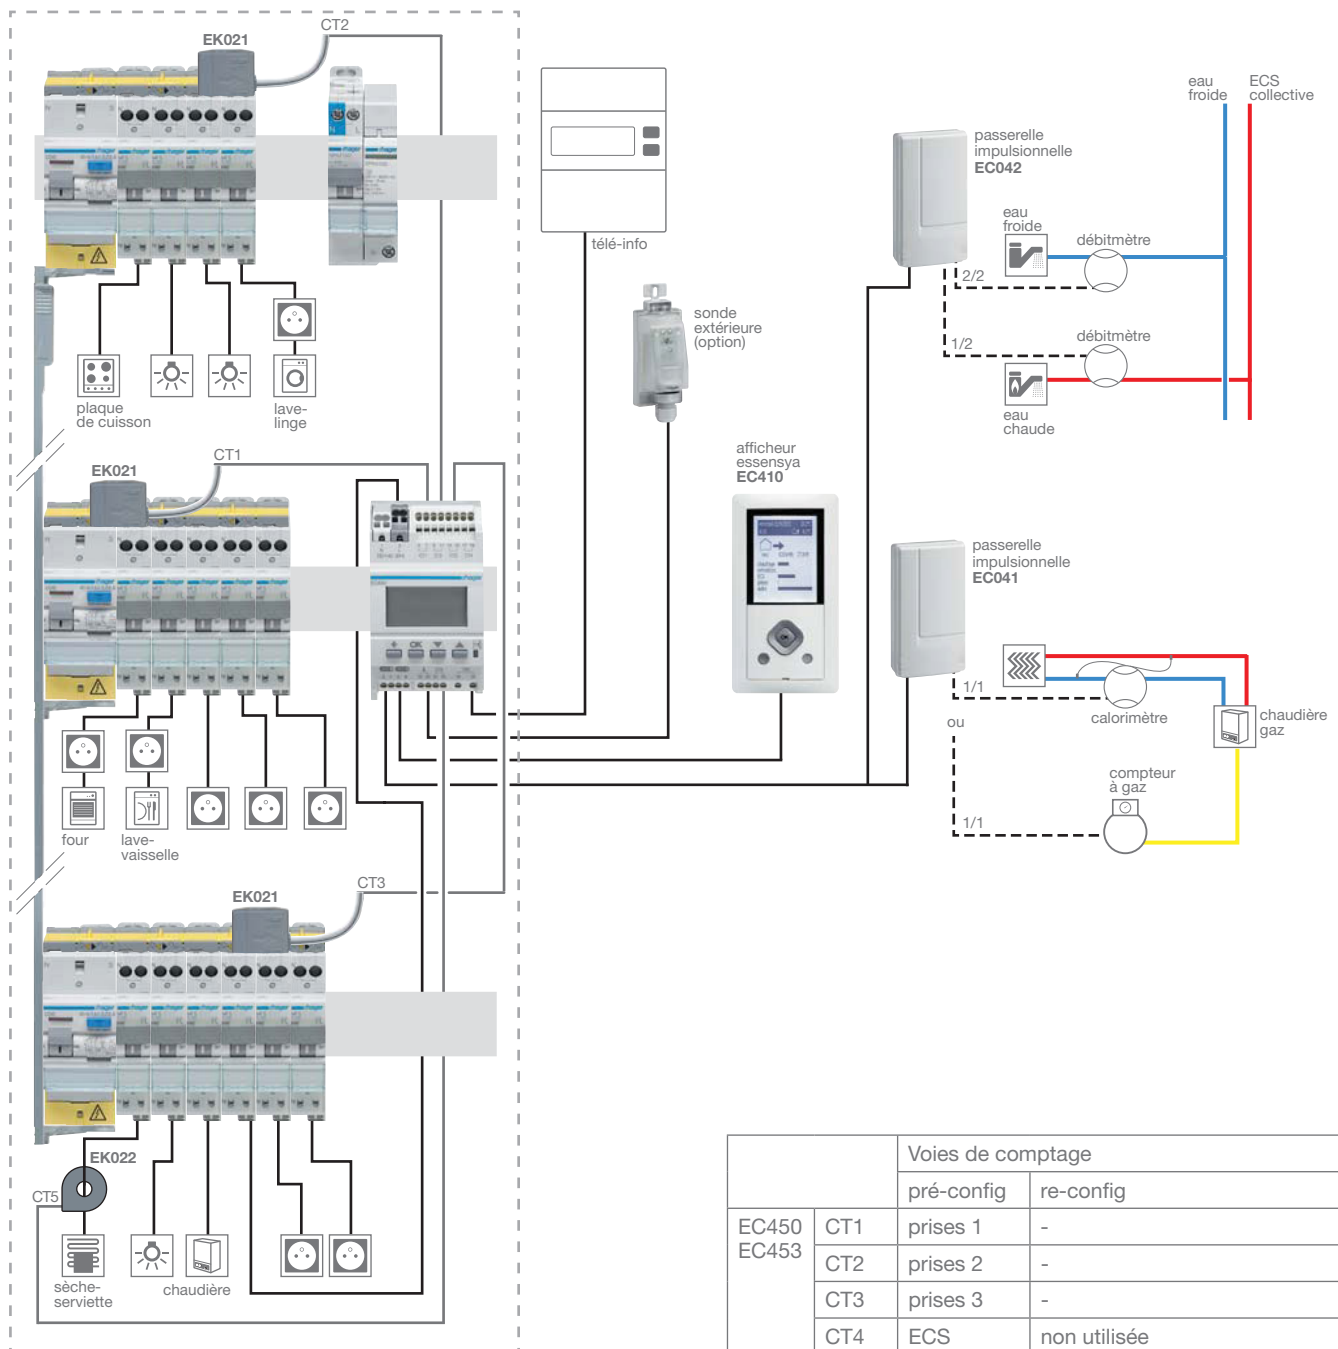 CT2
EK021
eau
froide
ECS
collective
passerelle
impulsionnelle
EC042
eau
froide
débitmètre
télé-info
2/2
sonde
extérieure
(option)
1/2
débitmètre
plaque
de cuisson
lave-
linge
eau
chaude
CT1
EK021
afficheur
essensya
EC410
hager
OK
passerelle
impulsionnelle
EC041
1/1
calorimètre
chaudière
gaz
ou
compteur
à gaz
1/1
four
lave-
vaisselle
CT3
EK021
EK022
CT5
sèche-
serviette
chaudière
Voies de comptage
pré-config re-config
EC450 CT1 prises 1 -
EC453
CT2 prises 2 -
CT3 prises 3 -
CT4 ECS non utilisée